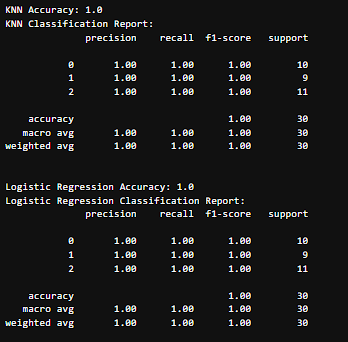 KNN Accuracy: 1.0
KNN Classification Report:
precision recall f1-score support
0 1.00 1.00 1.00 10
1 1.00 1.00 1.00 9
2 1.00 1.00 1.00 11
accuracy 1.00 30
macro avg 1.00 1.00 1.00 30
weighted avg 1.00 1.00 1.00 30
Logistic Regression Accuracy: 1.0
Logistic Regression Classification Report:
precision recall f1-score support
0 1.00 1.00 1.00 10
1 1.00 1.00 1.00 9
2 1.00 1.00 1.00 11
accuracy 1.00 30
macro avg 1.00 1.00 1.00 30
weighted avg 1.00 1.00 1.00 30